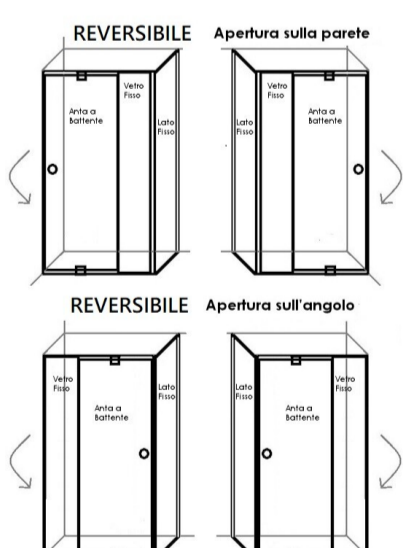 REVERSIBILE Apertura sulla parete
Vetro
Fisso
Anta a
Battente
Lato
Fisso
Vetro
Fisso
Anta a
Battente
Lato
Fisso
REVERSIBILE Apertura sull'angolo
Vetro
Fisso
Lato
Fisso
Anta a
Battente
Lato
Fisso
Vetro
Fisso
Anta a
Battente